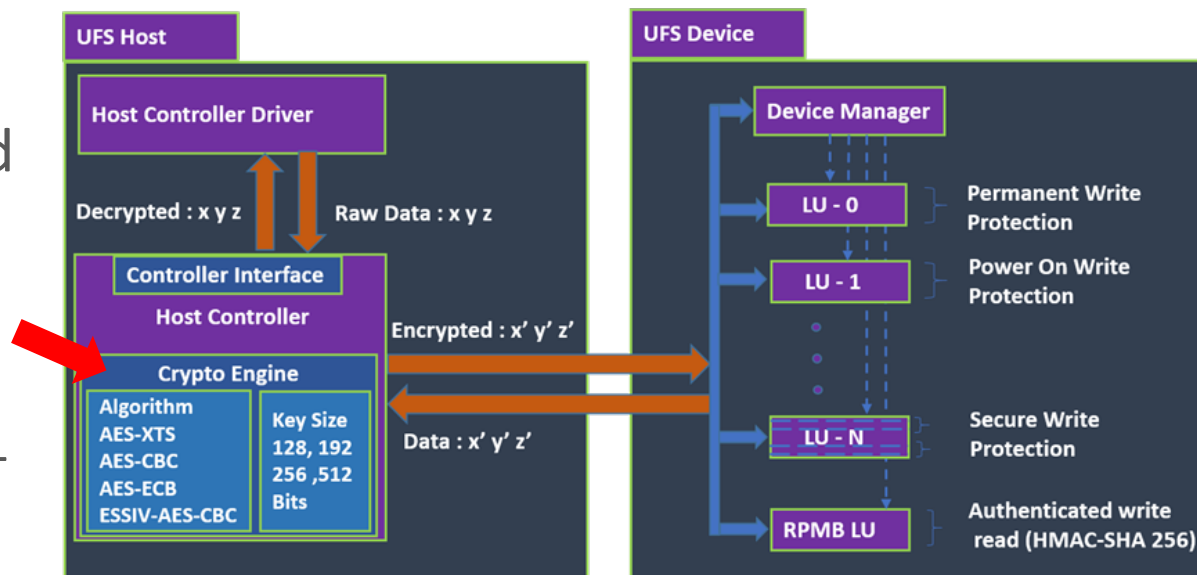 UFS Host
Host Controller Driver
Decrypted : x y z
Raw Data : x y z
Controller Interface
Host Controller
Crypto Engine
Algorithm
AES-XTS
AES-CBC
AES-ECB
ESSIV-AES-CBC
Key Size
128, 192
256 ,512
Bits
Encrypted : x’ y’ z’
Data : x’ y’ z’
UFS Device
Device Manager
LU - 0
Permanent Write
Protection
LU - 1
Power On Write
Protection
LU - N
Secure Write
Protection
RPMB LU
Authenticated write
read (HMAC-SHA 256)